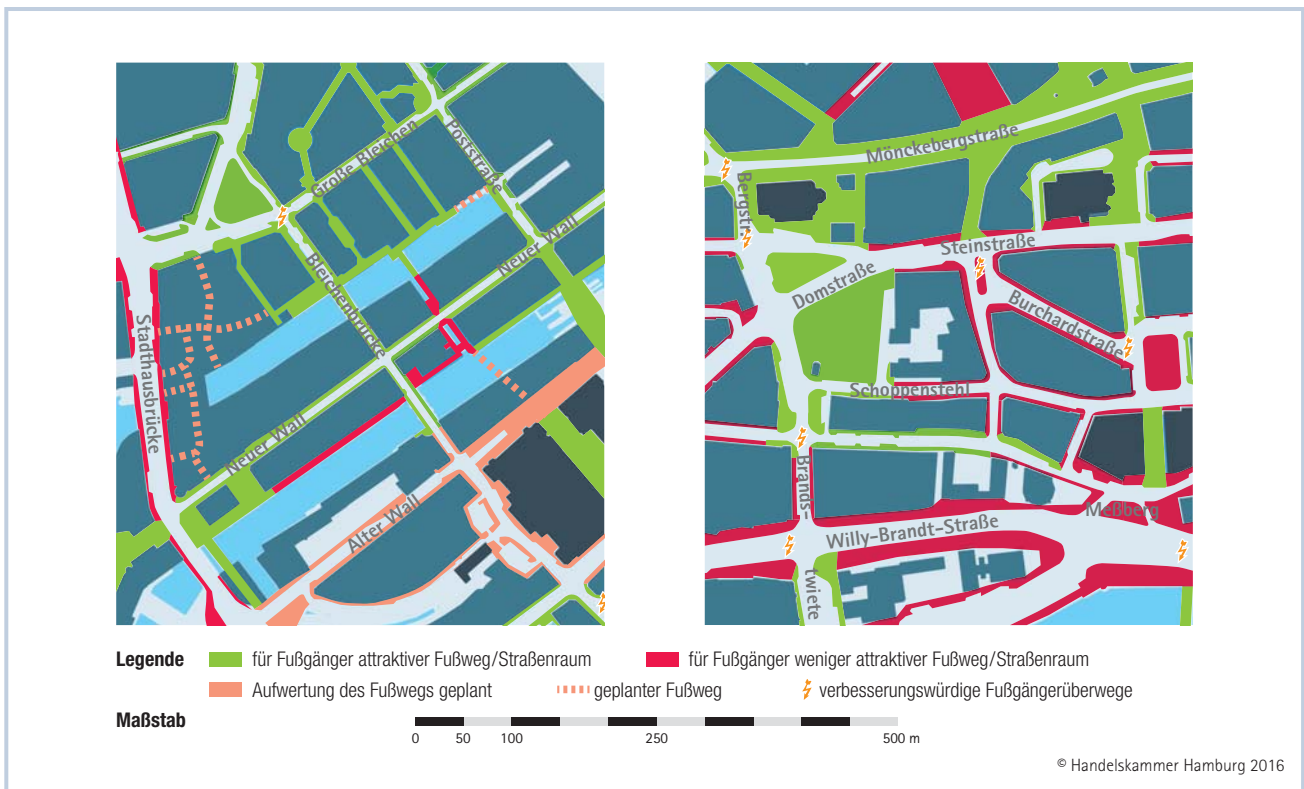 Große Bleichen
Poststraße
Neuer Wall
Bleichenbrücke
Stadthausbrücke
Neuer Wall
Alter Wall
Mönckebergstraße
Bergstr.
Steinstraße
Domstraße
Burchardstraße
Schoppenstehl
Brands-
twiete
Meßberg
Willy-Brandt-Straße
Legende für Fußgänger attraktiver Fußweg/Straßenraum für Fußgänger weniger attraktiver Fußweg/Straßenraum
Aufwertung des Fußwegs geplant geplanter Fußweg verbesserungswürdige Fußgängerüberwege
Maßstab
0 50 100 250 500 m
© Handelskammer Hamburg 2016